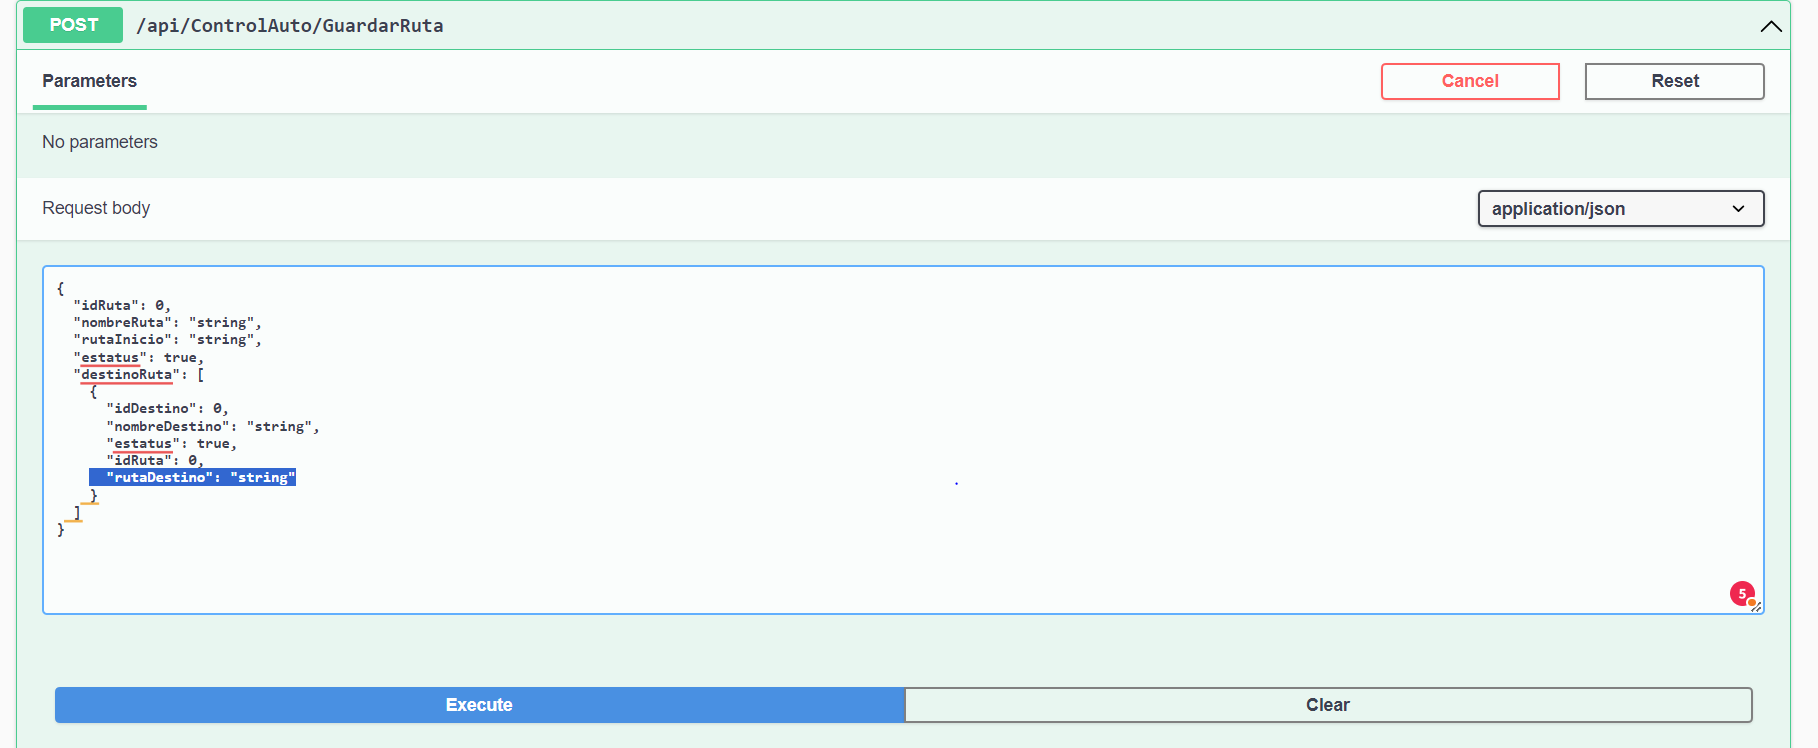 POST /api/ControlAuto/GuardarRuta
Parameters
Cancel
Reset
No parameters
Request body
application/json
{
"idRuta": 0,
"nombreRuta": "string",
"rutaInicio": "string",
"estatus": true,
"destinoRuta": [
{
"idDestino": 0,
"nombreDestino": "string",
"estatus": true,
"idRuta": 0,
"rutaDestino": "string"
}
]
}
5
Execute
Clear